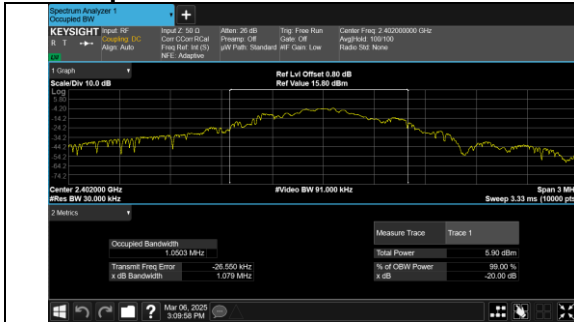 Spectrum Analyzer 1
Occupied BW
KEYSIGHT Input: RF Input Z: 50 Ω Atten: 26 dB Trig: Free Run Center Freq: 2.402000000 GHz
R T Coupling: DC Corr CCorr RCal Preamp: Off Gate: Off Avg|Hold: 100/100
Align: Auto Freq Ref: Int (S) µW Path: Standard #IF Gain: Low Radio Std: None
NFE: Adaptive
1 Graph
Ref Lvl Offset 0.80 dB
Scale/Div 10.0 dB Ref Value 15.80 dBm
Log
5.80
-4.20
-14.2
-24.2
-34.2
-44.2
-54.2
-64.2
-74.2
Center 2.402000 GHz #Video BW 91.000 kHz Span 3 MH
#Res BW 30.000 kHz Sweep 3.33 ms (10000 pts
2 Metrics
Measure Trace Trace 1
Occupied Bandwidth
1.0503 MHz
Total Power 5.90 dBm
Transmit Freq Error -26.550 kHz % of OBW Power 99.00 %
x dB Bandwidth 1.079 MHz x dB -20.00 dB
Mar 06, 2025
3:09:58 PM